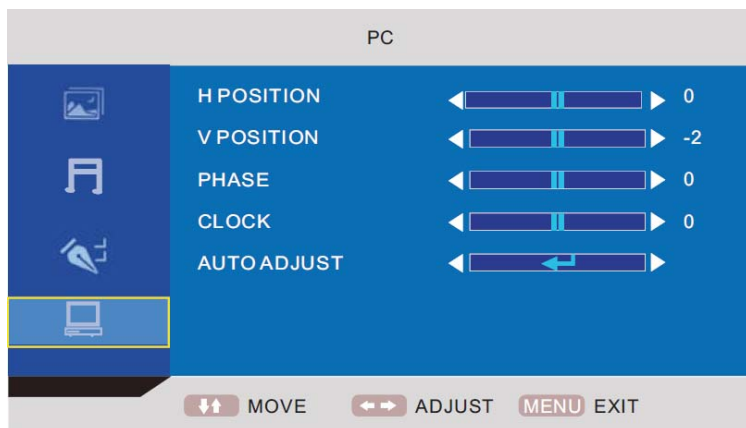 PC
H POSITION 0
V POSITION -2
PHASE 0
CLOCK 0
AUTO ADJUST
MOVE ADJUST MENU EXIT